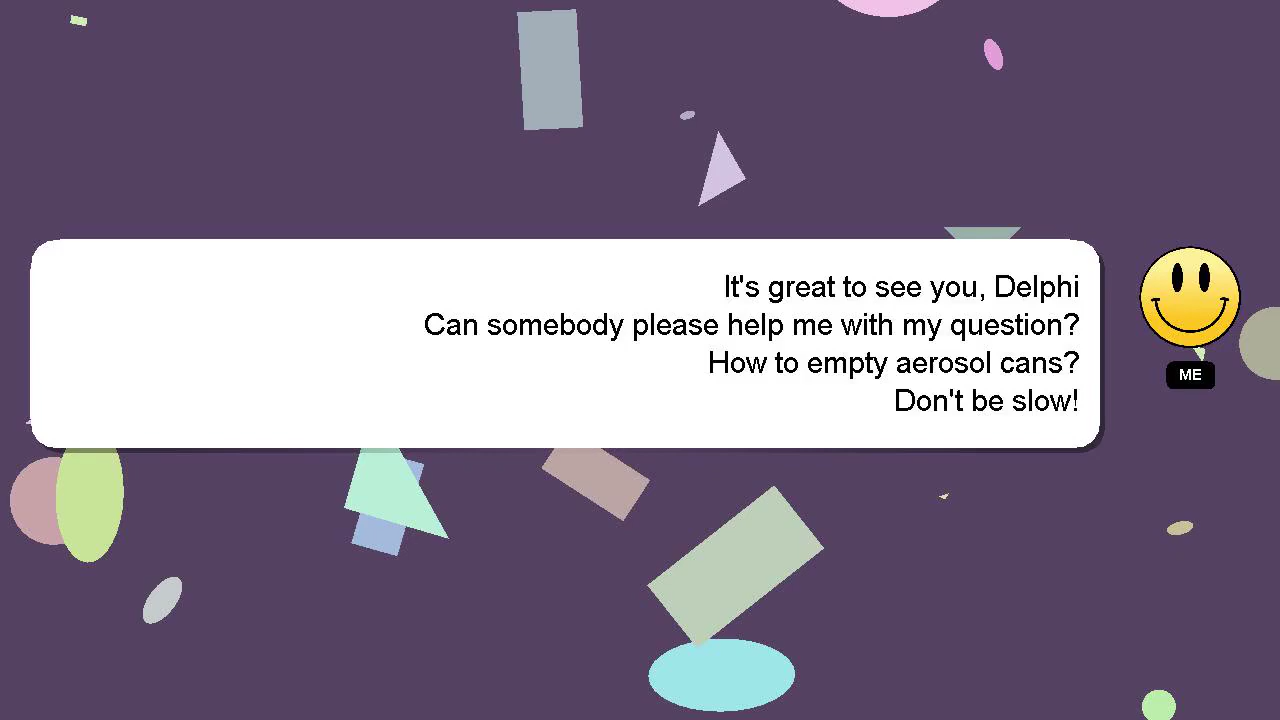 It's great to see you, Delphi
Can somebody please help me with my question?
How to empty aerosol cans?
Don't be slow!
ME